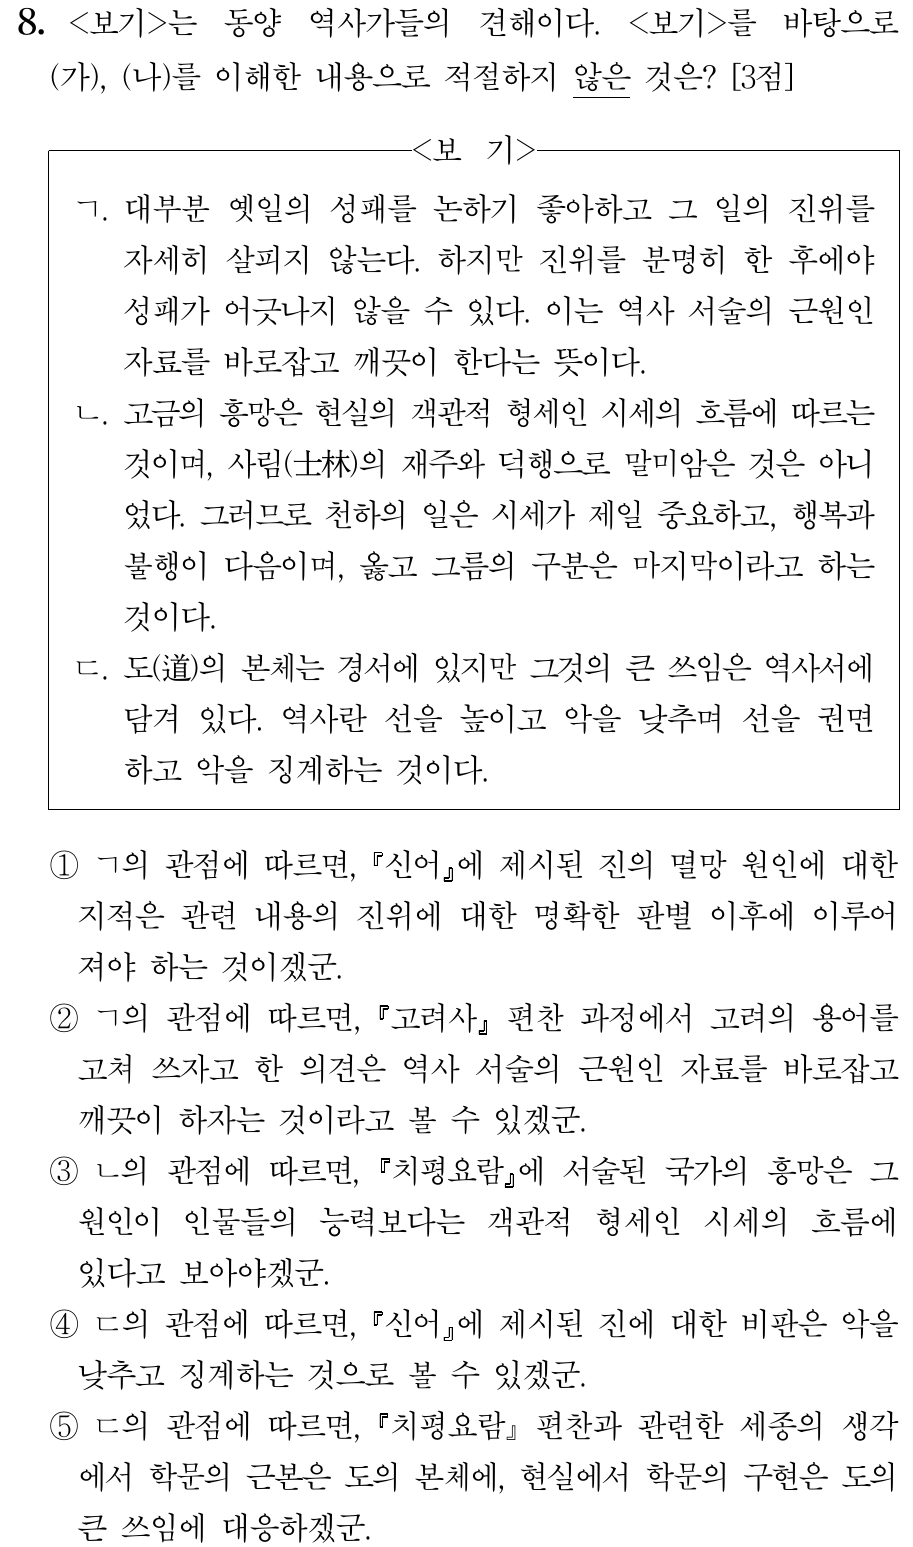 8. <보기>는 동양 역사가들의 견해이다. <보기>를 바탕으로
(가), (나)를 이해한 내용으로 적절하지 않은 것은? [3점]
<보 기>
ㄱ. 대부분 옛일의 성패를 논하기 좋아하고 그 일의 진위를
자세히 살피지 않는다. 하지만 진위를 분명히 한 후에야
성패가 어긋나지 않을 수 있다. 이는 역사 서술의 근원인
자료를 바로잡고 깨끗이 한다는 뜻이다.
ㄴ. 고금의 흥망은 현실의 객관적 형세인 시세의 흐름에 따르는
것이며, 사림(士林)의 재주와 덕행으로 말미암은 것은 아니
었다. 그러므로 천하의 일은 시세가 제일 중요하고, 행복과
불행이 다음이며, 옳고 그름의 구분은 마지막이라고 하는
것이다.
ㄷ. 도(道)의 본체는 경서에 있지만 그것의 큰 쓰임은 역사서에
담겨 있다. 역사란 선을 높이고 악을 낮추며 선을 권면
하고 악을 징계하는 것이다.
① ㄱ의 관점에 따르면, 『신어』에 제시된 진의 멸망 원인에 대한
지적은 관련 내용의 진위에 대한 명확한 판별 이후에 이루어
져야 하는 것이겠군.
② ㄱ의 관점에 따르면, 『고려사』 편찬 과정에서 고려의 용어를
고쳐 쓰자고 한 의견은 역사 서술의 근원인 자료를 바로잡고
깨끗이 하자는 것이라고 볼 수 있겠군.
③ ㄴ의 관점에 따르면, 『치평요람』에 서술된 국가의 흥망은 그
원인이 인물들의 능력보다는 객관적 형세인 시세의 흐름에
있다고 보아야겠군.
④ ㄷ의 관점에 따르면, 『신어』에 제시된 진에 대한 비판은 악을
낮추고 징계하는 것으로 볼 수 있겠군.
⑤ ㄷ의 관점에 따르면, 『치평요람』 편찬과 관련한 세종의 생각
에서 학문의 근본은 도의 본체에, 현실에서 학문의 구현은 도의
큰 쓰임에 대응하겠군.